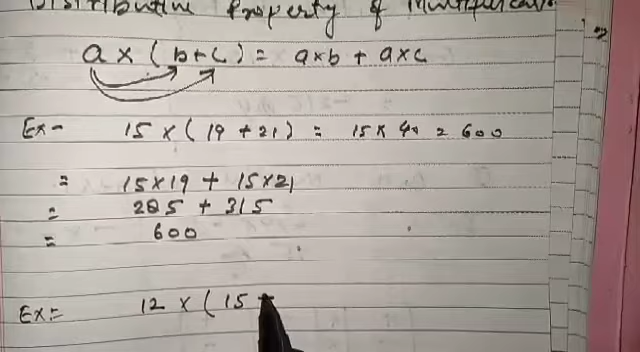 Distributive Property of Multiplication
a × (b+c) = a×b + a×c
Ex- 15 × (19 + 21) = 15 × 40 = 600
= 15×19 + 15×21
= 285 + 315
= 600
Ex= 12 × (15